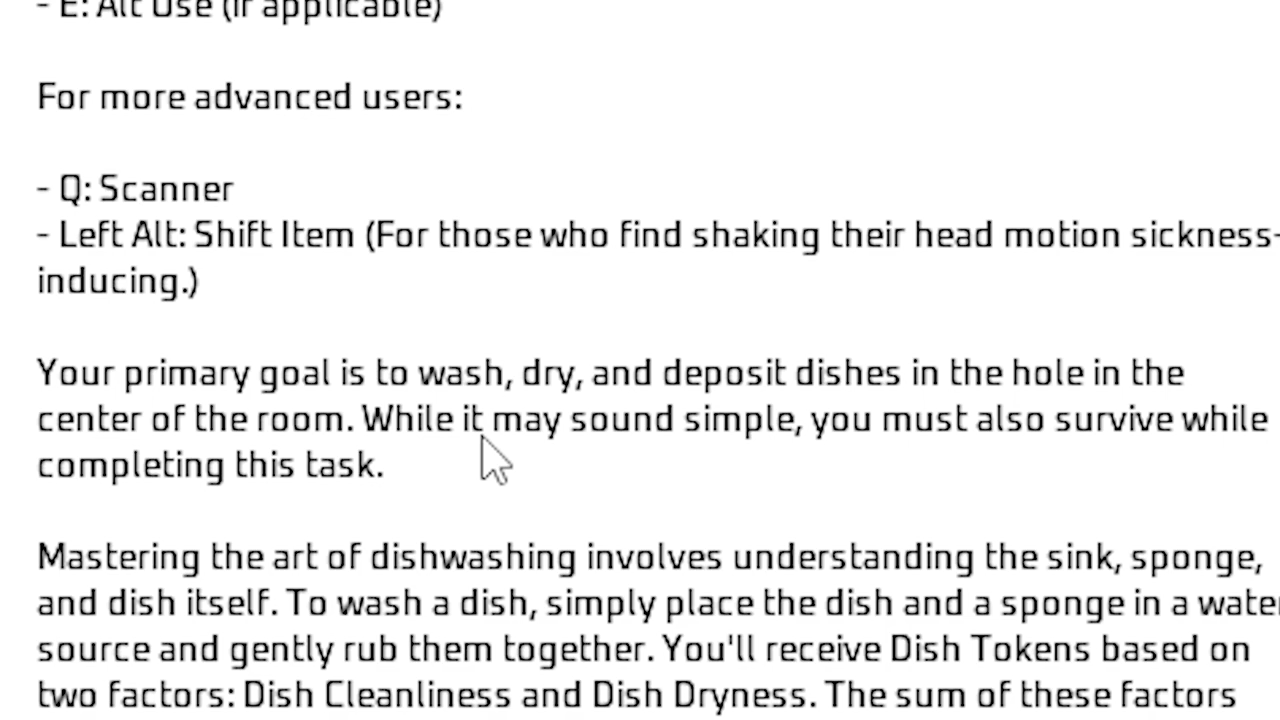 - E: Alt Use (if applicable)
For more advanced users:
- Q: Scanner
- Left Alt: Shift Item (For those who find shaking their head motion sickness-
inducing.)
Your primary goal is to wash, dry, and deposit dishes in the hole in the
center of the room. While it may sound simple, you must also survive while
completing this task.
Mastering the art of dishwashing involves understanding the sink, sponge,
and dish itself. To wash a dish, simply place the dish and a sponge in a water
source and gently rub them together. You'll receive Dish Tokens based on
two factors: Dish Cleanliness and Dish Dryness. The sum of these factors